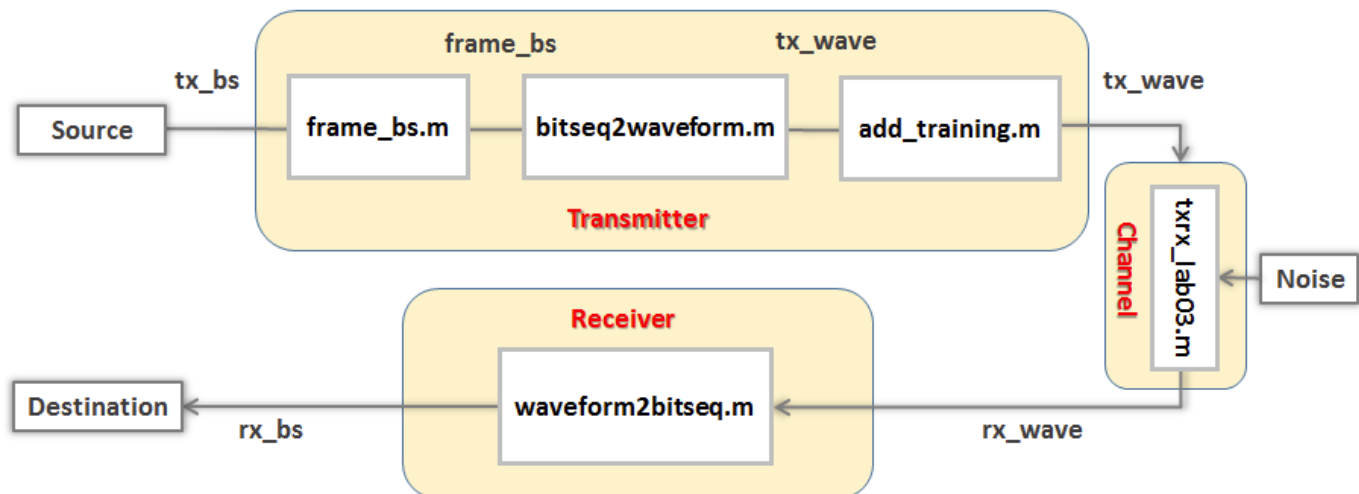 frame_bs
tx_wave
tx_bs
tx_wave
Source
frame_bs.m
bitseq2waveform.m
add_training.m
Transmitter
txrx_lab03.m
Channel
Noise
Receiver
Destination
waveform2bitseq.m
rx_bs
rx_wave